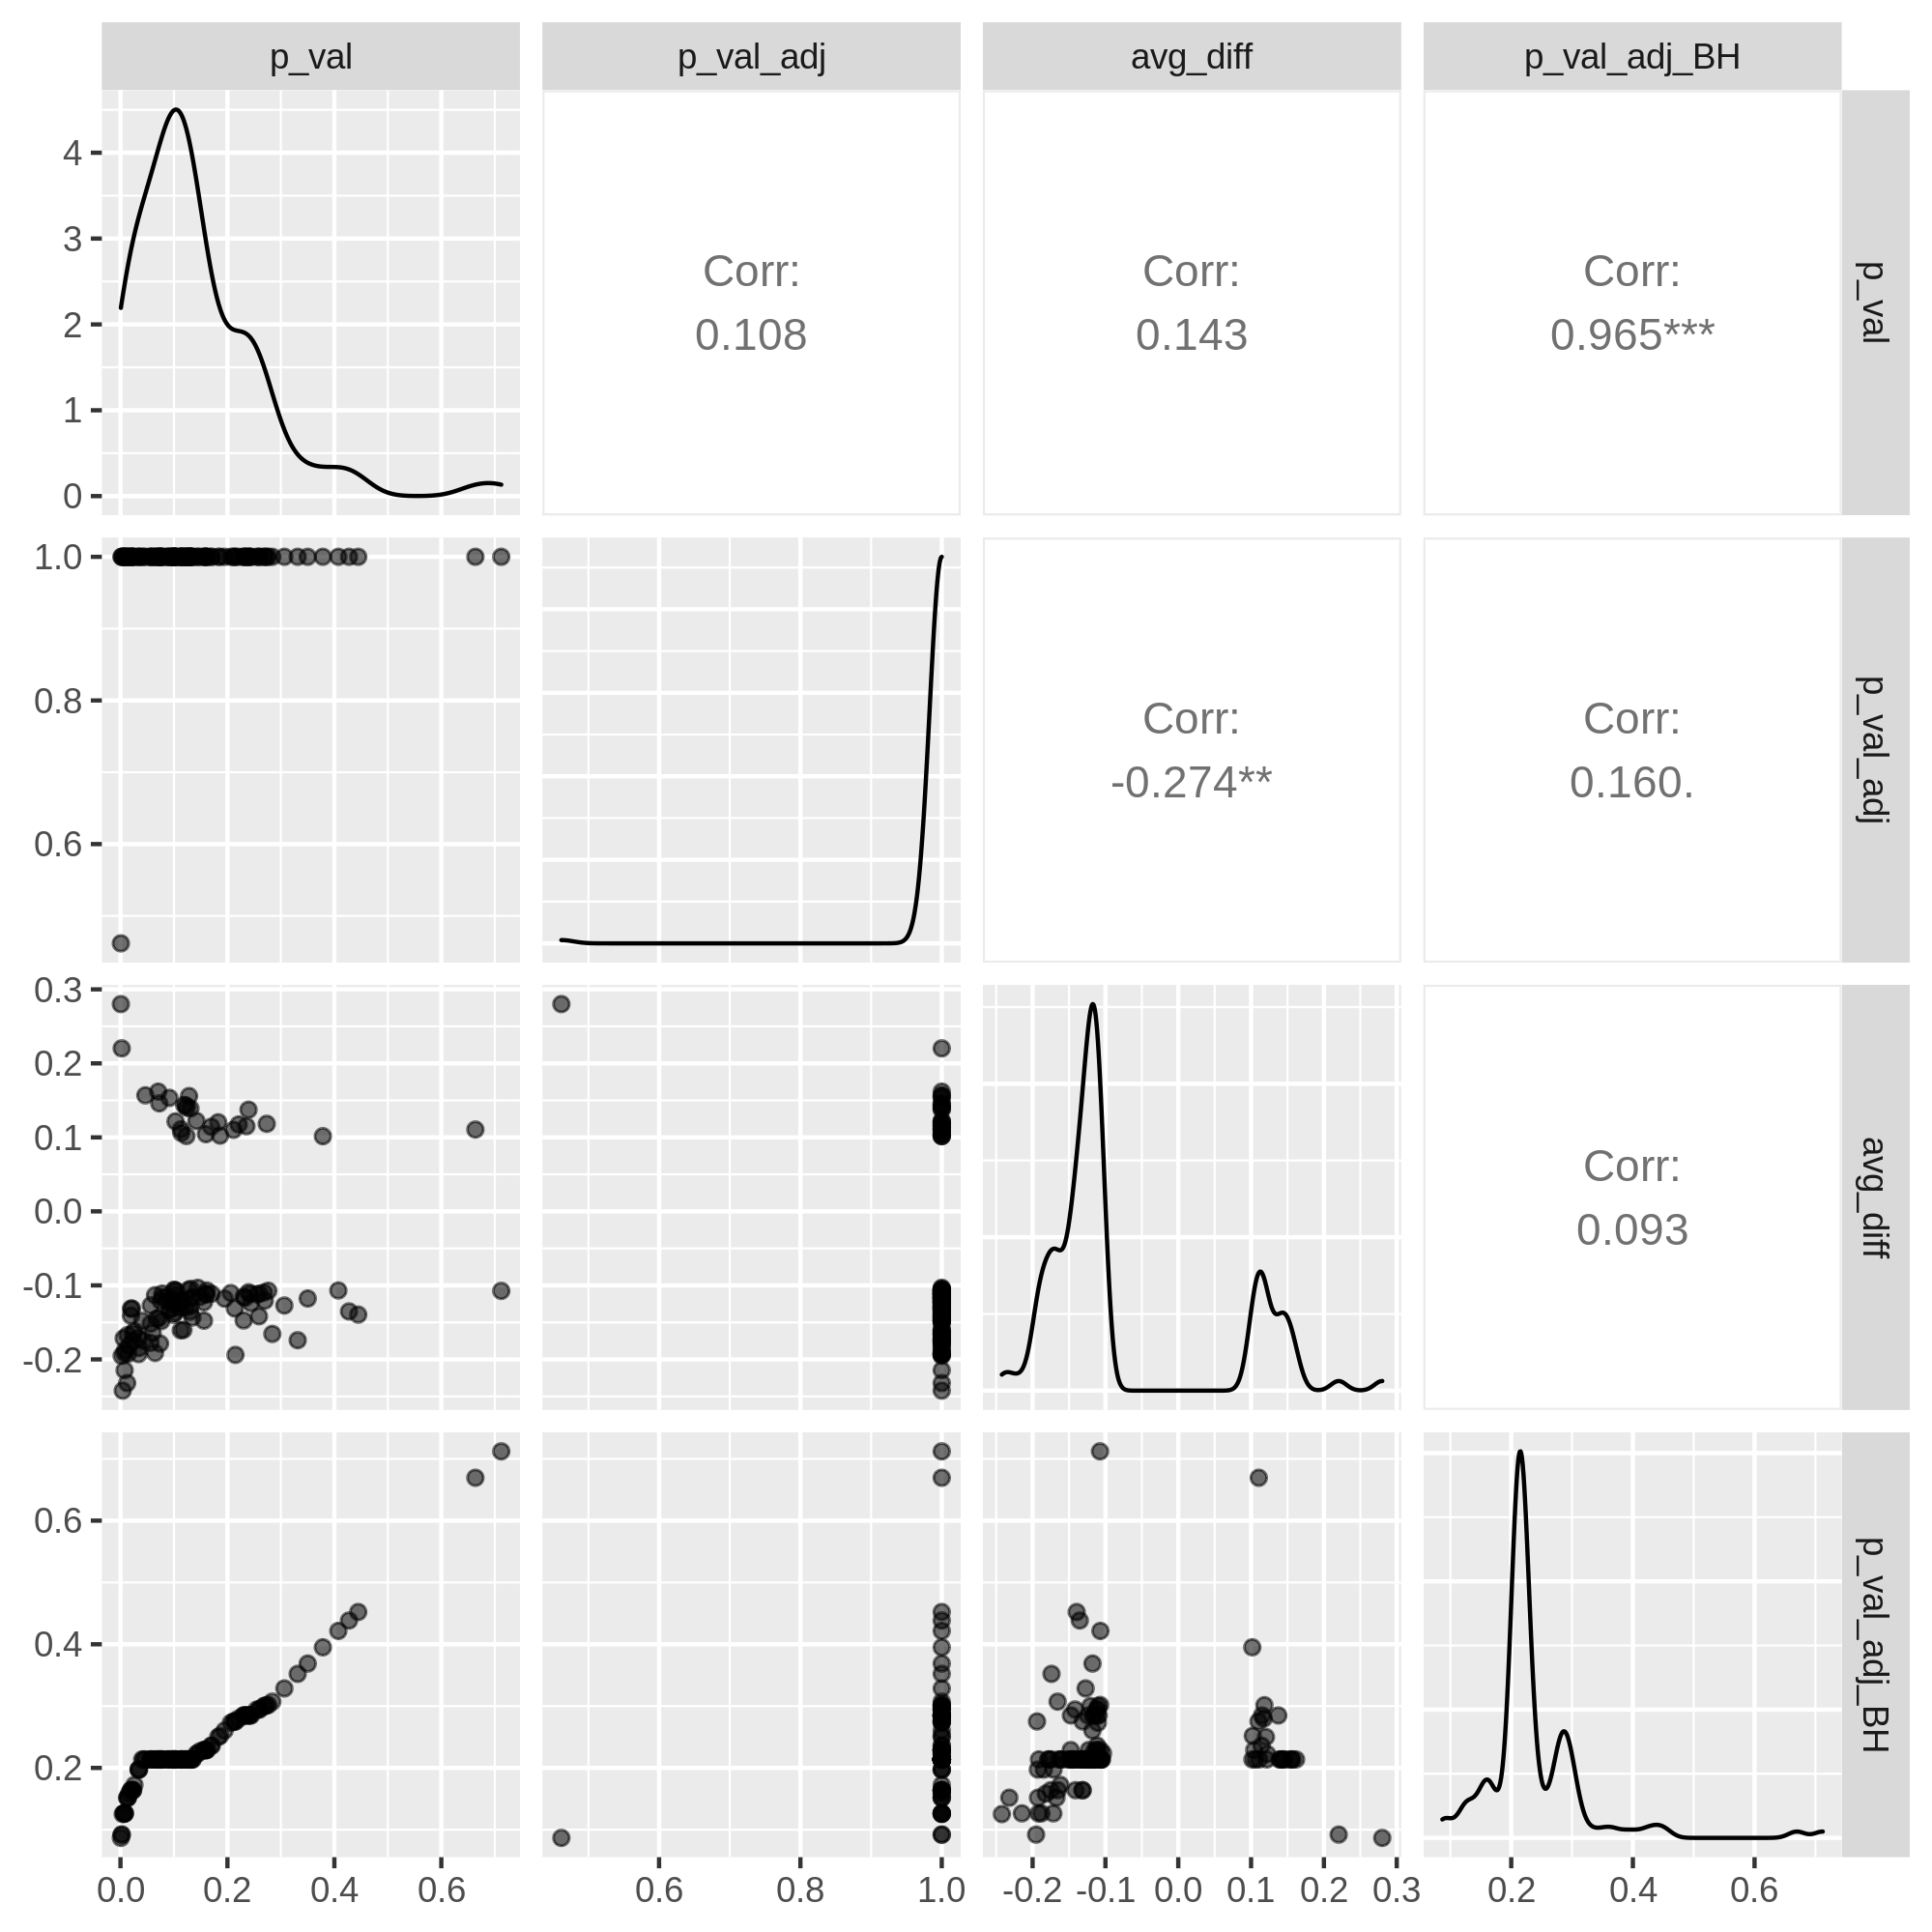 p_val p_val_adj avg_diff p_val_adj_BH
4
3
2
1
0
Corr:
0.108
Corr:
0.143
Corr:
0.965***
p_val
1.0
0.8
0.6
Corr:
-0.274**
Corr:
0.160.
p_val_adj
0.3
0.2
0.1
0.0
-0.1
-0.2
Corr:
0.093
avg_diff
0.6
0.4
0.2
p_val_adj_BH
0.0 0.2 0.4 0.6
0.6 0.8 1.0
-0.2 -0.1 0.0 0.1 0.2 0.3
0.2 0.4 0.6